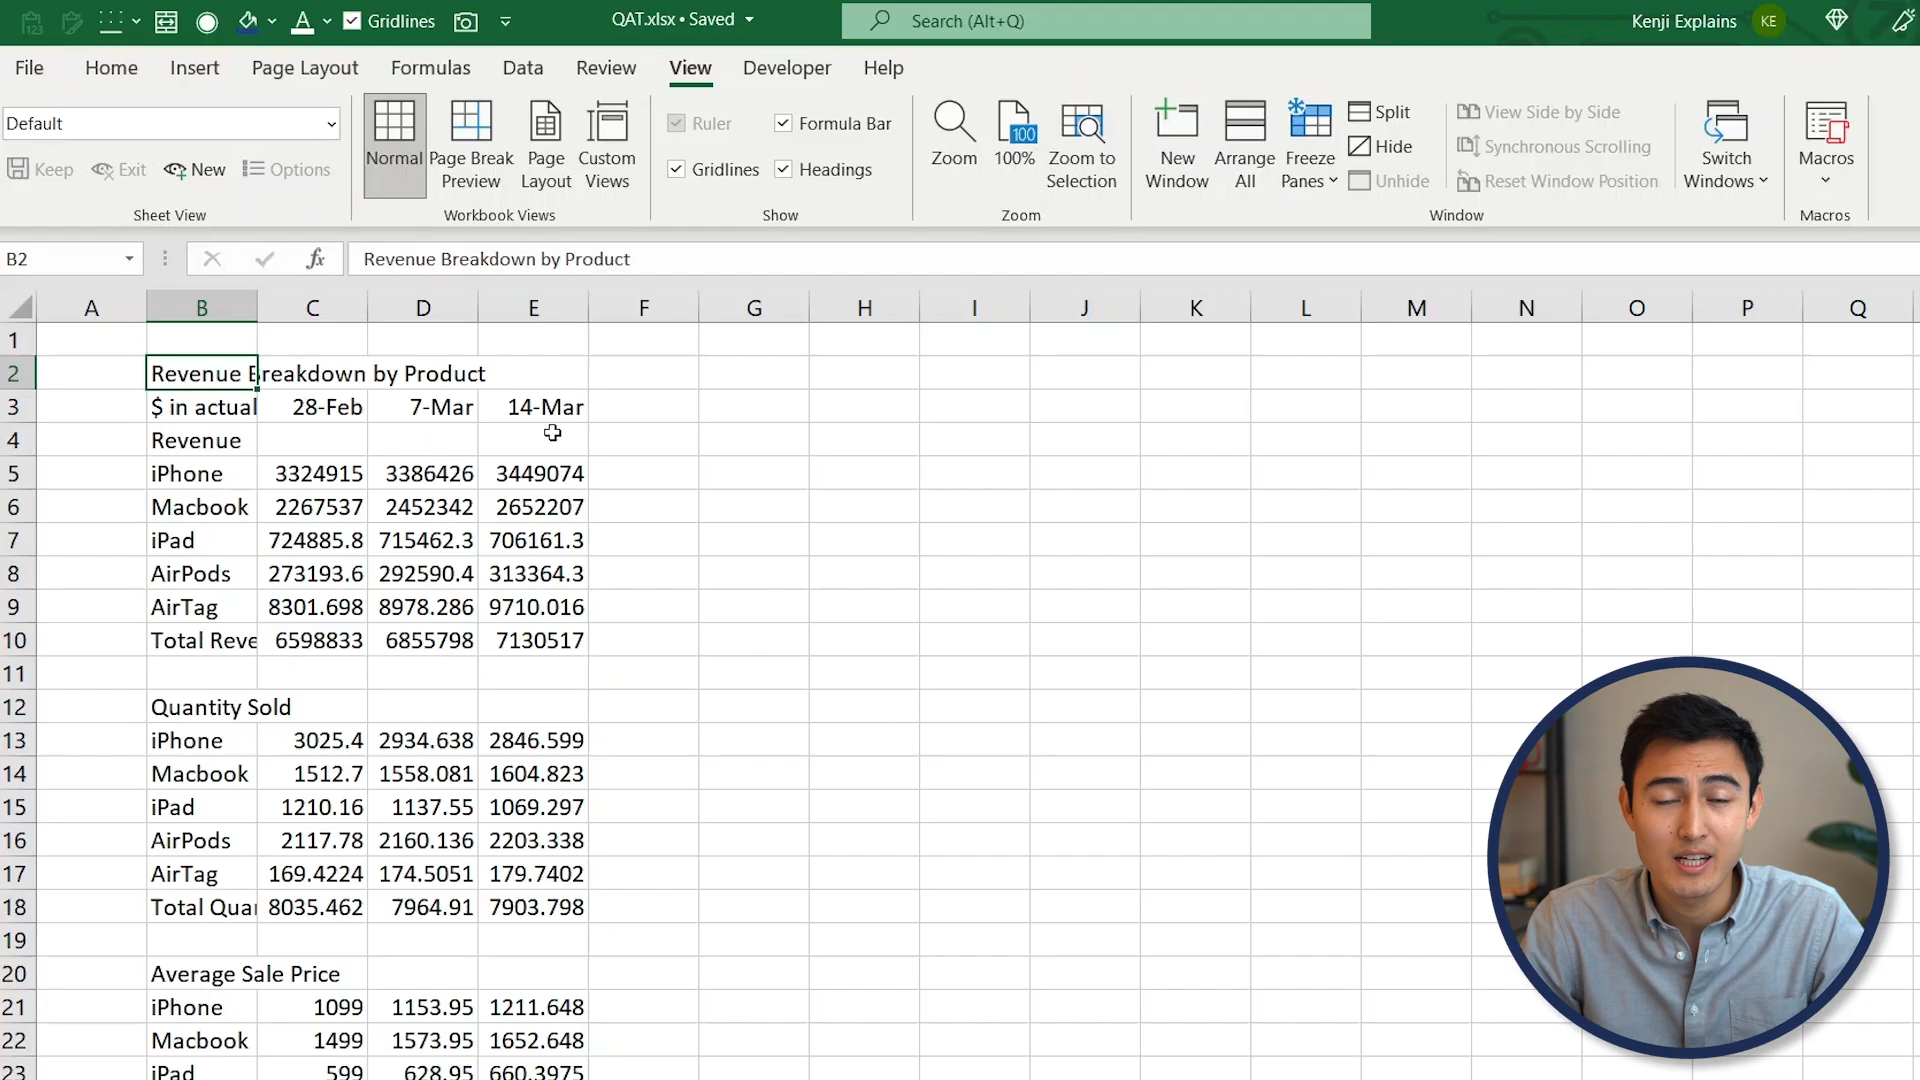 123
A
Gridlines
QAT.xlsx • Saved
Search (Alt+Q)
Kenji Explains
KE
File
Home
Insert
Page Layout
Formulas
Data
Review
View
Developer
Help
Default
Keep
Exit
New
Options
Sheet View
Normal
Page Break Preview
Page Layout
Custom Views
Workbook Views
Ruler
Formula Bar
Gridlines
Headings
Show
Zoom
100
100%
Zoom to Selection
Zoom
New Window
Arrange All
Freeze Panes
Split
Hide
Unhide
View Side by Side
Synchronous Scrolling
Reset Window Position
Switch Windows
Window
Macros
Macros
B2
fx
Revenue Breakdown by Product
A B C D E F G H I J K L M N O P Q
1
2 Revenue Breakdown by Product
3 $ in actual 28-Feb 7-Mar 14-Mar
4 Revenue
5 iPhone 3324915 3386426 3449074
6 Macbook 2267537 2452342 2652207
7 iPad 724885.8 715462.3 706161.3
8 AirPods 273193.6 292590.4 313364.3
9 AirTag 8301.698 8978.286 9710.016
10 Total Reve 6598833 6855798 7130517
11
12 Quantity Sold
13 iPhone 3025.4 2934.638 2846.599
14 Macbook 1512.7 1558.081 1604.823
15 iPad 1210.16 1137.55 1069.297
16 AirPods 2117.78 2160.136 2203.338
17 AirTag 169.4224 174.5051 179.7402
18 Total Quar 8035.462 7964.91 7903.798
19
20 Average Sale Price
21 iPhone 1099 1153.95 1211.648
22 Macbook 1499 1573.95 1652.648
23 iPad 599 628.95 660.3975